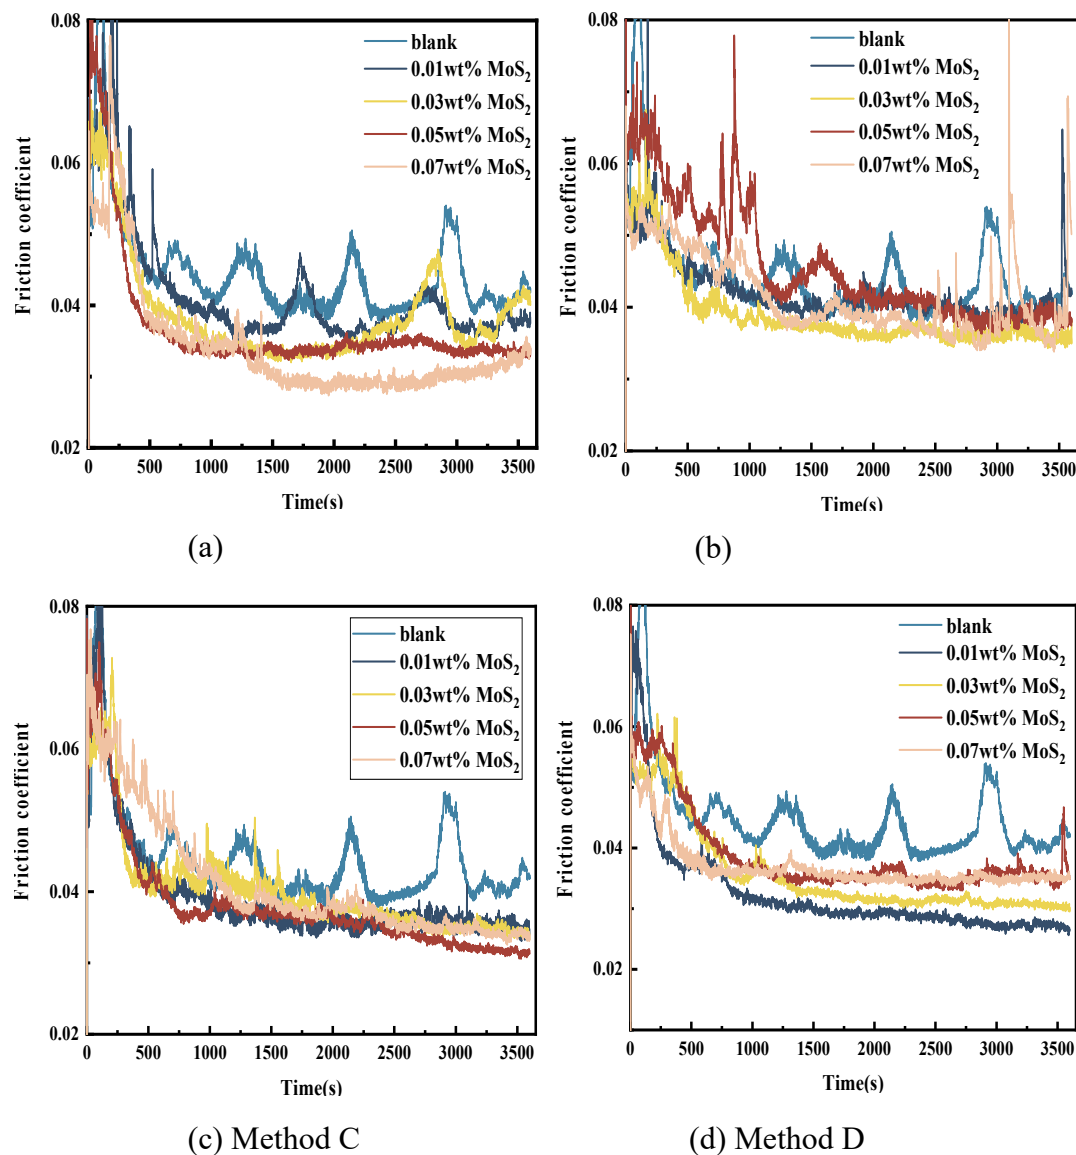 0.08
0.06
0.04
0.02
Friction coefficient
blank
0.01wt% MoS₂
0.03wt% MoS₂
0.05wt% MoS₂
0.07wt% MoS₂
0 500 1000 1500 2000 2500 3000 3500
Time(s)
(a)
0.08
0.06
0.04
0.02
Friction coefficient
blank
0.01wt% MoS₂
0.03wt% MoS₂
0.05wt% MoS₂
0.07wt% MoS₂
0 500 1000 1500 2000 2500 3000 3500
Time(s)
(b)
0.08
0.06
0.04
0.02
Friction coefficient
blank
0.01wt% MoS₂
0.03wt% MoS₂
0.05wt% MoS₂
0.07wt% MoS₂
0 500 1000 1500 2000 2500 3000 3500
Time(s)
(c) Method C
0.08
0.06
0.04
0.02
Friction coefficient
blank
0.01wt% MoS₂
0.03wt% MoS₂
0.05wt% MoS₂
0.07wt% MoS₂
0 500 1000 1500 2000 2500 3000 3500
Time(s)
(d) Method D